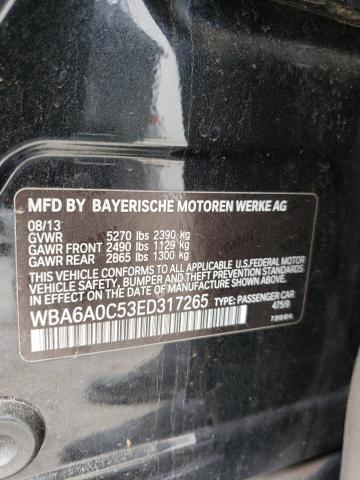 MFD BY BAYERISCHE MOTOREN WERKE AG
08/13
GVWR 5270 lbs 2390 kg
GAWR FRONT 2490 lbs 1129 kg
GAWR REAR 2865 lbs 1300 kg
THIS VEHICLE CONFORMS TO ALL APPLICABLE U.S. FEDERAL MOTOR
VEHICLE SAFETY, BUMPER, AND THEFT PREVENTION STANDARDS
IN EFFECT ON THE DATE OF MANUFACTURE SHOWN ABOVE.
WBA6A0C53ED317265 TYPE: PASSENGER CAR
475/9